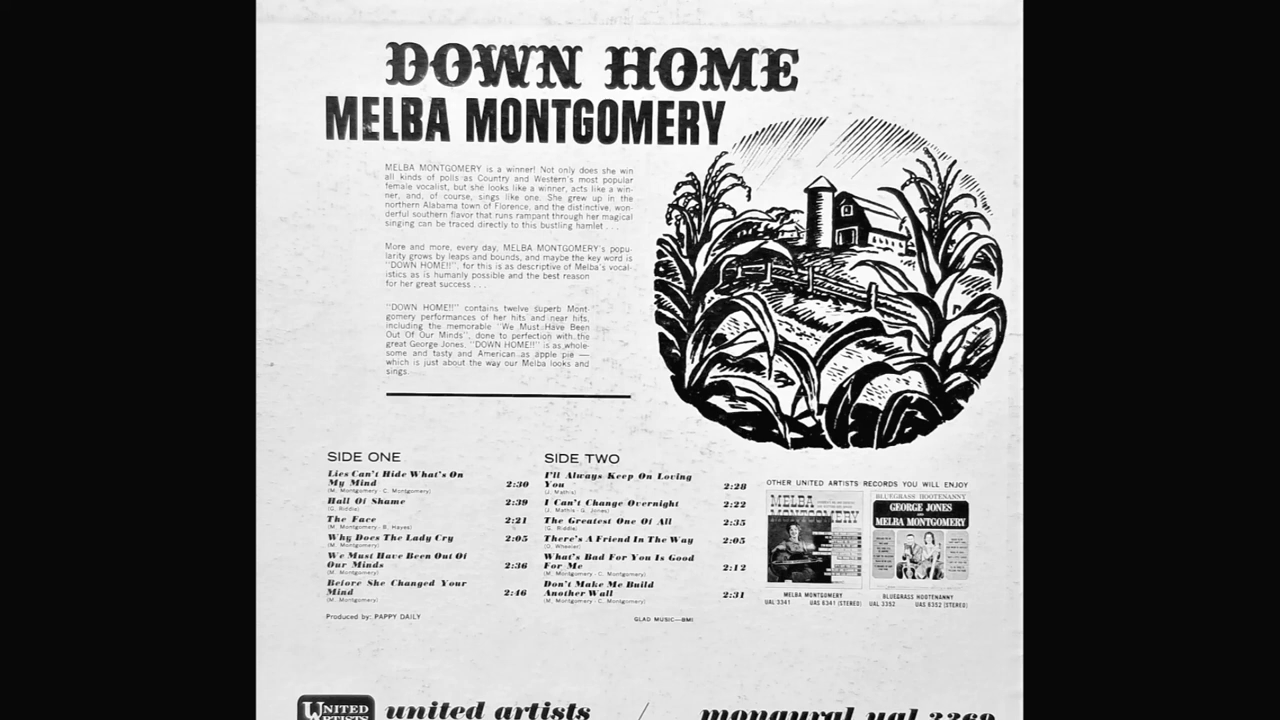 DOWN HOME
MELBA MONTGOMERY
MELBA MONTGOMERY is a winner! Not only does she win
all kinds of polls as Country and Western's most popular
female vocalist, but she looks like a winner, acts like a win-
ner, and, of course, sings like one. She grew up in the
northern Alabama town of Florence, and the distinctive, won-
derful southern flavor that runs rampant through her magical
singing can be traced directly to this bustling hamlet . . .
More and more, every day, MELBA MONTGOMERY's popu-
larity grows by leaps and bounds, and maybe the key word is
"DOWN HOME!!", for this is as descriptive of Melba's vocal-
istics as is humanly possible and the best reason
for her great success . . .
"DOWN HOME!!" contains twelve superb Mont-
gomery performances of her hits and near hits,
including the memorable "We Must Have Been
Out Of Our Minds", done to perfection with the
great George Jones. "DOWN HOME!!" is as whole-
some and tasty and American as apple pie —
which is just about the way our Melba looks and
sings.
SIDE ONE
Lies Can't Hide What's On
My Mind 2:30
(M. Montgomery - C. Montgomery)
Hall Of Shame 2:39
(G. Riddis)
The Face 2:21
(M. Montgomery - B. Hayes)
Why Does The Lady Cry 2:05
(M. Montgomery)
We Must Have Been Out Of
Our Minds 2:36
(M. Montgomery)
Before She Changed Your
Mind 2:46
(M. Montgomery)
Produced by: PAPPY DAILY
SIDE TWO
I'll Always Keep On Loving
You 2:28
(J. Mathis)
I Can't Change Overnight 2:22
(J. Mathis - G. Jones)
The Greatest One Of All 2:35
(G. Riddis)
There's A Friend In The Way 2:05
(O. Wheeler)
What's Bad For You Is Good
For Me 2:12
(M. Montgomery - C. Montgomery)
Don't Make Me Build
Another Wall 2:31
(M. Montgomery - C. Montgomery)
GLAD MUSIC—BMI
OTHER UNITED ARTISTS RECORDS YOU WILL ENJOY
MELBA
MONTGOMERY
BLUEGRASS HOOTENANNY
GEORGE JONES
AND
MELBA MONTGOMERY
MELBA MONTGOMERY
UAL 3341 UAS 6341 (STEREO)
BLUEGRASS HOOTENANNY
UAL 3352 UAS 6352 (STEREO)
UNITED
ARTISTS
united artists / monaural ual 3369